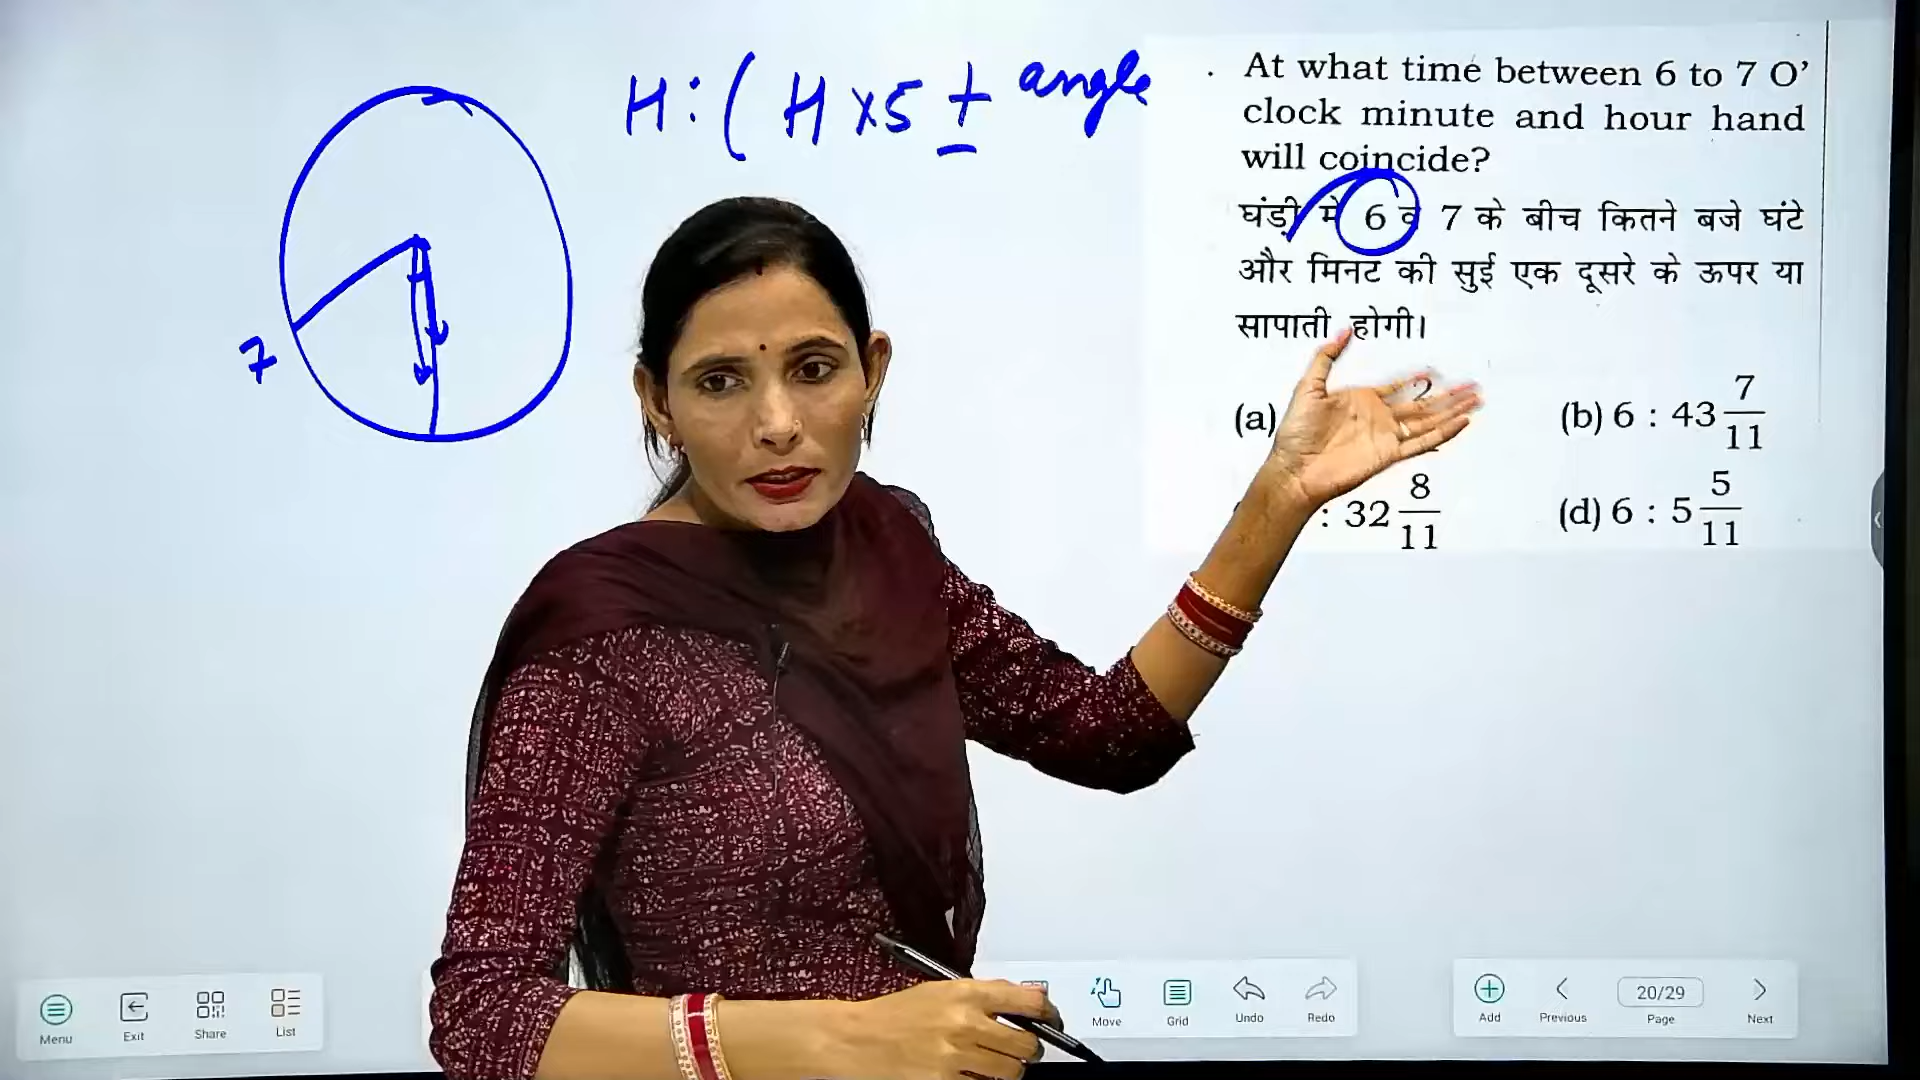 H:( H×5 ± angle
7
. At what time between 6 to 7 O'
clock minute and hour hand
will coincide?
घंड़ी में 6 व 7 के बीच कितने बजे घंटे
और मिनट की सुई एक दूसरे के ऊपर या
सापाती होगी।
(a) 2
(b) 6 : 43 7/11
: 32 8/11
(d) 6 : 5 5/11
Menu
Exit
Share
List
Move
Grid
Undo
Redo
Add
Previous
20/29
Page
Next